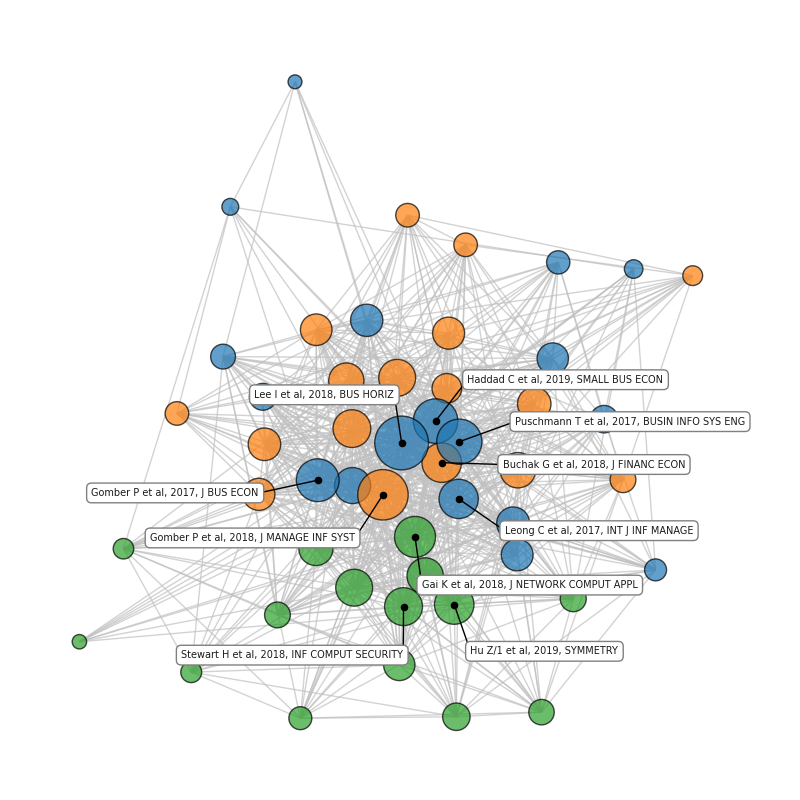 Haddad C et al, 2019, SMALL BUS ECON
Lee I et al, 2018, BUS HORIZ
Puschmann T et al, 2017, BUSIN INFO SYS ENG
Buchak G et al, 2018, J FINANC ECON
Gomber P et al, 2017, J BUS ECON
Leong C et al, 2017, INT J INF MANAGE
Gomber P et al, 2018, J MANAGE INF SYST
Gai K et al, 2018, J NETWORK COMPUT APPL
Hu Z/1 et al, 2019, SYMMETRY
Stewart H et al, 2018, INF COMPUT SECURITY